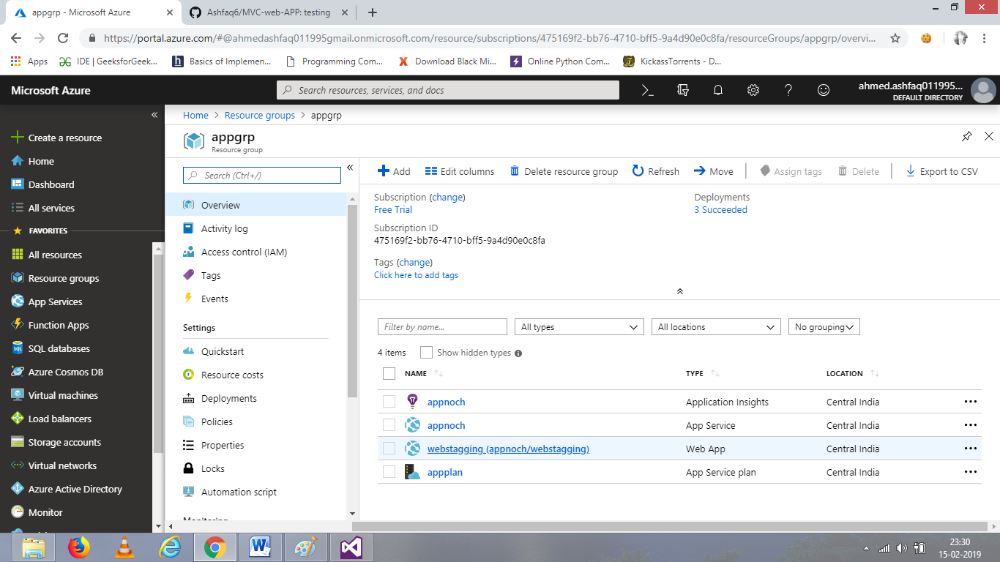 appgrp - Microsoft Azure
Ashfaq6/MVC-web-APP: testing
https://portal.azure.com/#@ahmedashfaq011995gmail.onmicrosoft.com/resource/subscriptions/475169f2-bb76-4710-bff5-9a4d90e0c8fa/resourceGroups/appgrp/overvi...
Apps IDE | GeeksforGeek... Basics of Implemen... Programming Com... Download Black Mi... Online Python Com... KickassTorrents - D...
Microsoft Azure
Search resources, services, and docs
ahmed.ashfaq011995...
DEFAULT DIRECTORY
Create a resource
Home
Dashboard
All services
FAVORITES
All resources
Resource groups
App Services
Function Apps
SQL databases
Azure Cosmos DB
Virtual machines
Load balancers
Storage accounts
Virtual networks
Azure Active Directory
Monitor
Home > Resource groups > appgrp
appgrp
Resource group
Search (Ctrl+/)
Overview
Activity log
Access control (IAM)
Tags
Events
Settings
Quickstart
Resource costs
Deployments
Policies
Properties
Locks
Automation script
Monitoring
Add Edit columns Delete resource group Refresh Move Assign tags Delete Export to CSV
Subscription (change)
Free Trial
Subscription ID
475169f2-bb76-4710-bff5-9a4d90e0c8fa
Tags (change)
Click here to add tags
Deployments
3 Succeeded
Filter by name... All types All locations No grouping
4 items Show hidden types
NAME TYPE LOCATION
appnoch Application Insights Central India
appnoch App Service Central India
webstagging (appnoch/webstagging) Web App Central India
appplan App Service plan Central India
23:30
15-02-2019